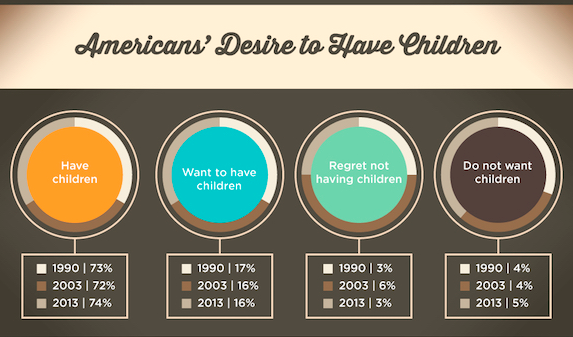 Americans' Desire to Have Children
Have
children
Want to have
children
Regret not
having children
Do not want
children
1990 | 73%
2003 | 72%
2013 | 74%
1990 | 17%
2003 | 16%
2013 | 16%
1990 | 3%
2003 | 6%
2013 | 3%
1990 | 4%
2003 | 4%
2013 | 5%